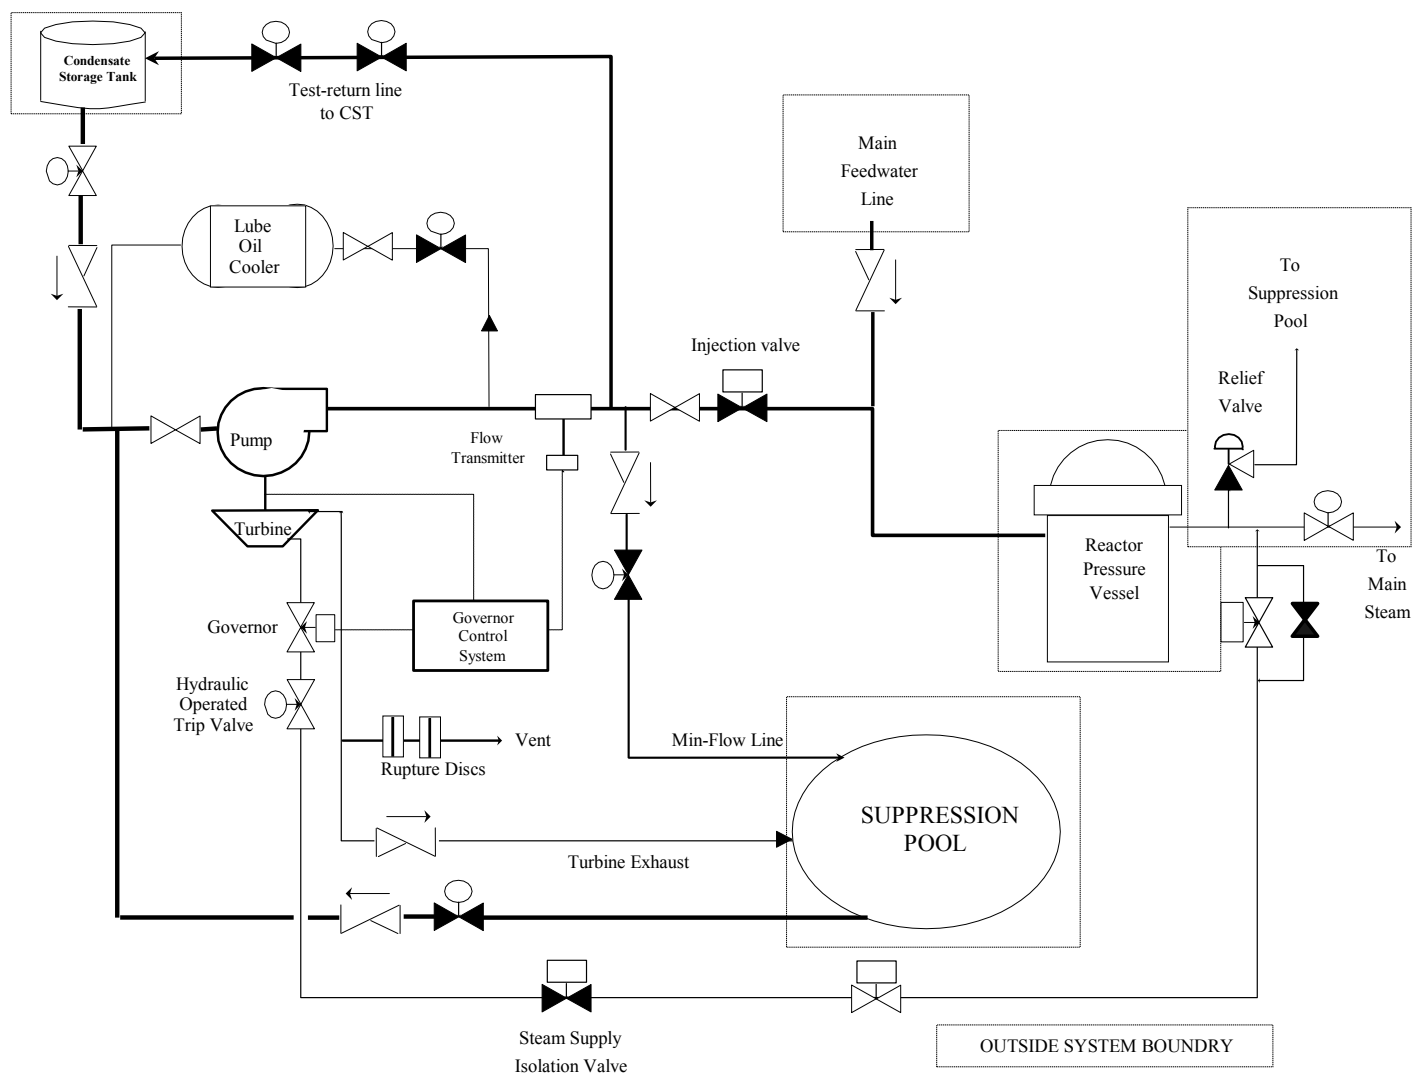 Condensate
Storage Tank
Test-return line
to CST
Main
Feedwater
Line
Lube
Oil
Cooler
To
Suppression
Pool
Injection valve
Relief
Valve
Pump
Flow
Transmitter
Turbine
Reactor
Pressure
Vessel
To
Main
Steam
Governor
Governor
Control
System
Hydraulic
Operated
Trip Valve
Vent
Rupture Discs
Min-Flow Line
SUPPRESSION
POOL
Turbine Exhaust
Steam Supply
Isolation Valve
OUTSIDE SYSTEM BOUNDRY